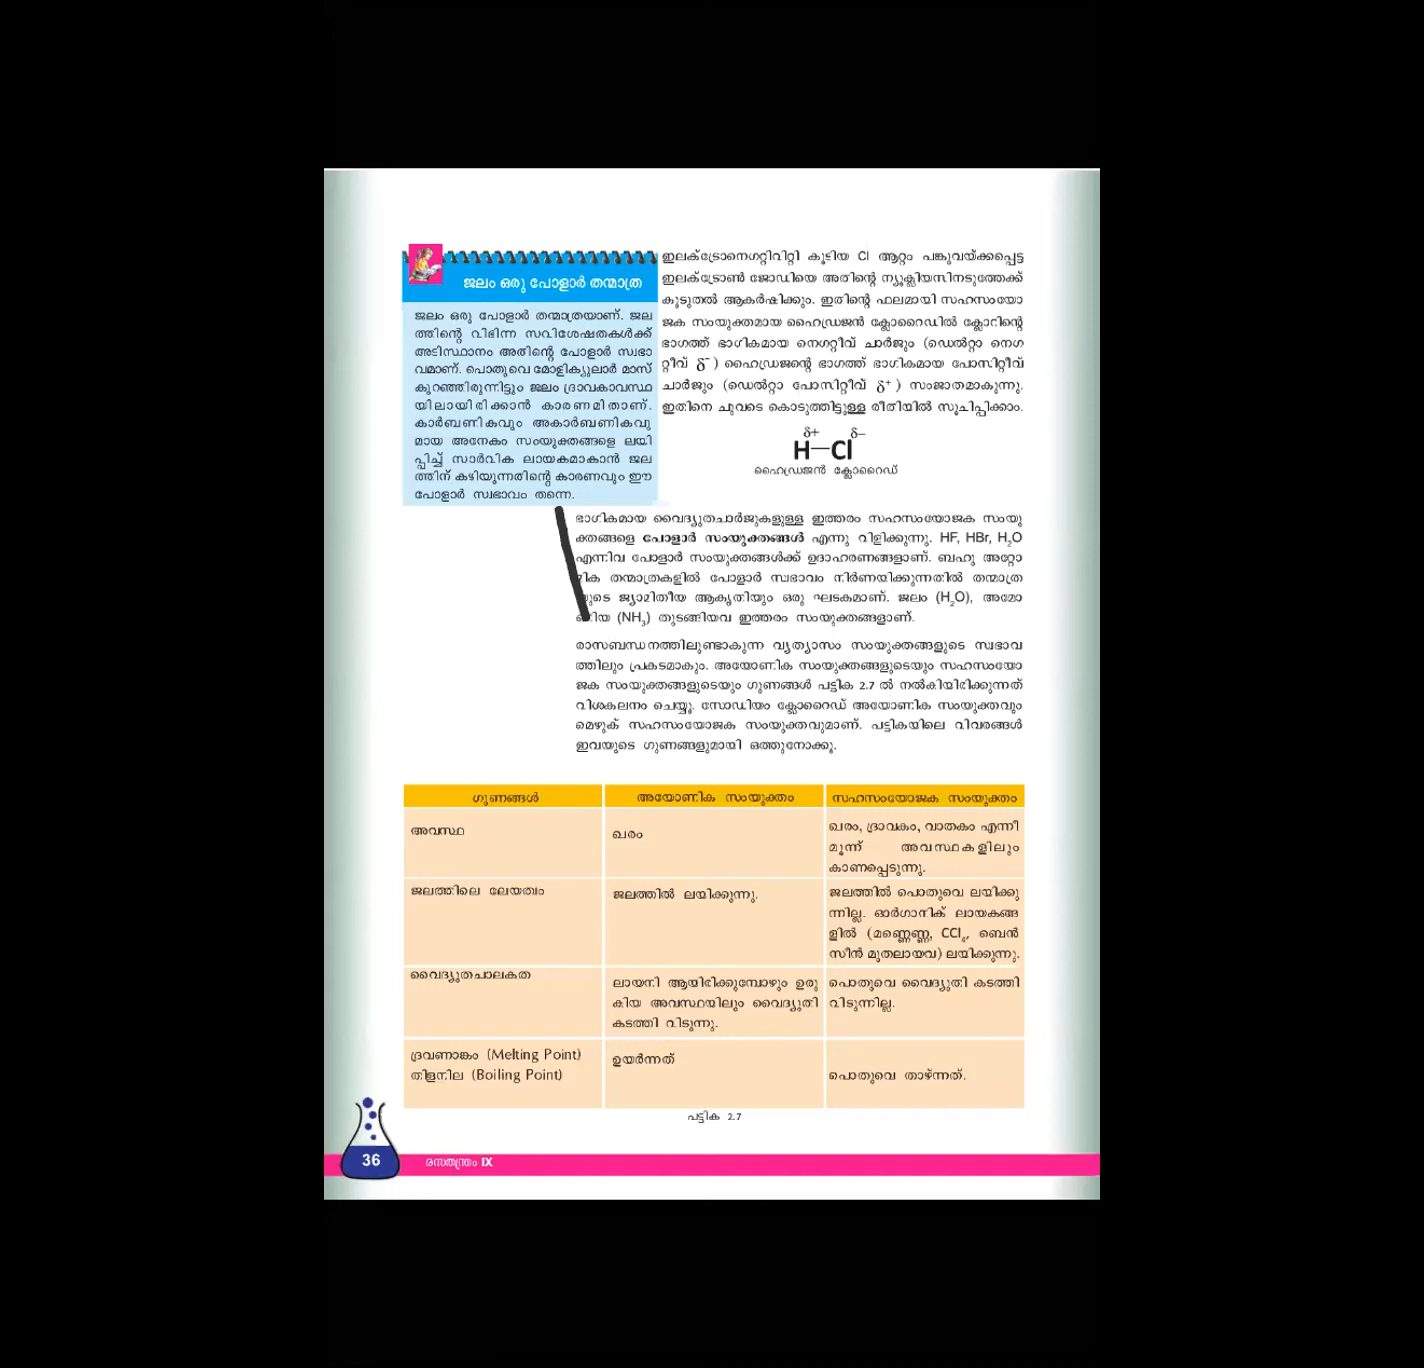 ജലം ഒരു പോളാർ തന്മാത്ര
ജലം ഒരു പോളാർ തന്മാത്രയാണ്. ജല
ത്തിന്റെ വിഭിന്ന സവിശേഷതകൾക്ക്
അടിസ്ഥാനം അതിന്റെ പോളാർ സ്വഭാ
വമാണ്. പൊതുവെ മോളിക്യുലാർ മാസ്
കുറഞ്ഞിരുന്നിട്ടും ജലം ദ്രാവകാവസ്ഥ
യിലായിരിക്കാൻ കാരണമിതാണ്.
കാർബണികവും അകാർബണികവു
മായ അനേകം സംയുക്തങ്ങളെ ലയി
പ്പിച്ച് സാർവിക ലായകമാകാൻ ജല
ത്തിന് കഴിയുന്നതിന്റെ കാരണവും ഈ
പോളാർ സ്വഭാവം തന്നെ.
ഇലക്ട്രോനെഗറ്റിവിറ്റി കൂടിയ Cl ആറ്റം പങ്കുവയ്ക്കപ്പെട്ട
ഇലക്ട്രോൺ ജോഡിയെ അതിന്റെ ന്യൂക്ലിയസിനടുത്തേക്ക്
കൂടുതൽ ആകർഷിക്കും. ഇതിന്റെ ഫലമായി സഹസംയോ
ജക സംയുക്തമായ ഹൈഡ്രജൻ ക്ലോറൈഡിൽ ക്ലോറിന്റെ
ഭാഗത്ത് ഭാഗികമായ നെഗറ്റീവ് ചാർജും (ഡെൽറ്റാ നെഗ
റ്റീവ് δ⁻ ) ഹൈഡ്രജന്റെ ഭാഗത്ത് ഭാഗികമായ പോസിറ്റീവ്
ചാർജും (ഡെൽറ്റാ പോസിറ്റീവ് δ⁺ ) സംജാതമാകുന്നു.
ഇതിനെ ചുവടെ കൊടുത്തിട്ടുള്ള രീതിയിൽ സൂചിപ്പിക്കാം.
δ+ δ–
H—Cl
ഹൈഡ്രജൻ ക്ലോറൈഡ്
ഭാഗികമായ വൈദ്യുതചാർജുകളുള്ള ഇത്തരം സഹസംയോജക സംയു
ക്തങ്ങളെ പോളാർ സംയുക്തങ്ങൾ എന്നു വിളിക്കുന്നു. HF, HBr, H₂O
എന്നിവ പോളാർ സംയുക്തങ്ങൾക്ക് ഉദാഹരണങ്ങളാണ്. ബഹു അറ്റോ
മിക തന്മാത്രകളിൽ പോളാർ സ്വഭാവം നിർണയിക്കുന്നതിൽ തന്മാത്ര
യുടെ ജ്യാമിതീയ ആകൃതിയും ഒരു ഘടകമാണ്. ജലം (H₂O), അമോ
ണിയ (NH₃) തുടങ്ങിയവ ഇത്തരം സംയുക്തങ്ങളാണ്.
രാസബന്ധനത്തിലുണ്ടാകുന്ന വ്യത്യാസം സംയുക്തങ്ങളുടെ സ്വഭാവ
ത്തിലും പ്രകടമാകും. അയോണിക സംയുക്തങ്ങളുടെയും സഹസംയോ
ജക സംയുക്തങ്ങളുടെയും ഗുണങ്ങൾ പട്ടിക 2.7 ൽ നൽകിയിരിക്കുന്നത്
വിശകലനം ചെയ്യൂ. സോഡിയം ക്ലോറൈഡ് അയോണിക സംയുക്തവും
മെഴുക് സഹസംയോജക സംയുക്തവുമാണ്. പട്ടികയിലെ വിവരങ്ങൾ
ഇവയുടെ ഗുണങ്ങളുമായി ഒത്തുനോക്കൂ.
ഗുണങ്ങൾ അയോണിക സംയുക്തം സഹസംയോജക സംയുക്തം
അവസ്ഥ
ഖരം
ഖരം, ദ്രാവകം, വാതകം എന്നീ
മൂന്ന് അവസ്ഥകളിലും
കാണപ്പെടുന്നു.
ജലത്തിലെ ലേയത്വം
ജലത്തിൽ ലയിക്കുന്നു.
ജലത്തിൽ പൊതുവെ ലയിക്കു
ന്നില്ല. ഓർഗാനിക് ലായകങ്ങ
ളിൽ (മണ്ണെണ്ണ, CCl₄, ബെൻ
സീൻ മുതലായവ) ലയിക്കുന്നു.
വൈദ്യുതചാലകത
ലായനി ആയിരിക്കുമ്പോഴും ഉരു
കിയ അവസ്ഥയിലും വൈദ്യുതി
കടത്തി വിടുന്നു.
പൊതുവെ വൈദ്യുതി കടത്തി
വിടുന്നില്ല.
ദ്രവണാങ്കം (Melting Point)
തിളനില (Boiling Point)
ഉയർന്നത്
പൊതുവെ താഴ്ന്നത്.
പട്ടിക 2.7
36
രസതന്ത്രം IX